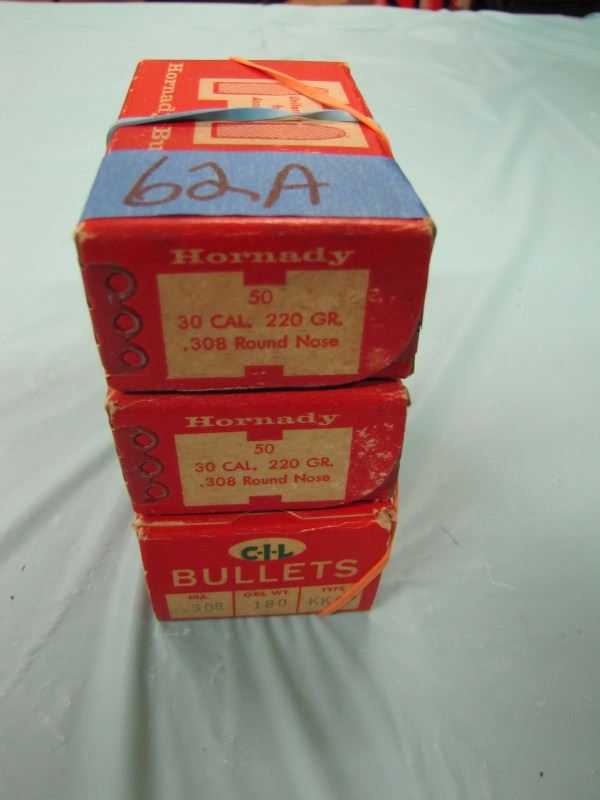 Hornady Bu
62A
Hornady
50
30 CAL. 220 GR.
.308 Round Nose
Hornady
50
30 CAL. 220 GR.
.308 Round Nose
C-I-L
BULLETS
DIA. GRS. WT. TYPE
.308 180